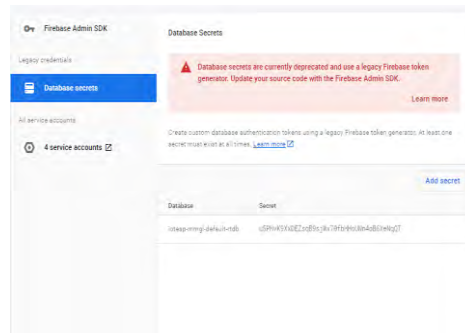 Firebase Admin SDK
Database Secrets
Legacy credentials
Database secrets are currently deprecated and use a legacy Firebase token
generator. Update your source code with the Firebase Admin SDK.
Database secrets
Learn more
All service accounts
Create custom database authentication tokens using a legacy Firebase token generator. At least one
4 service accounts
secret must exist at all times. Learn more
Add secret
Database Secret